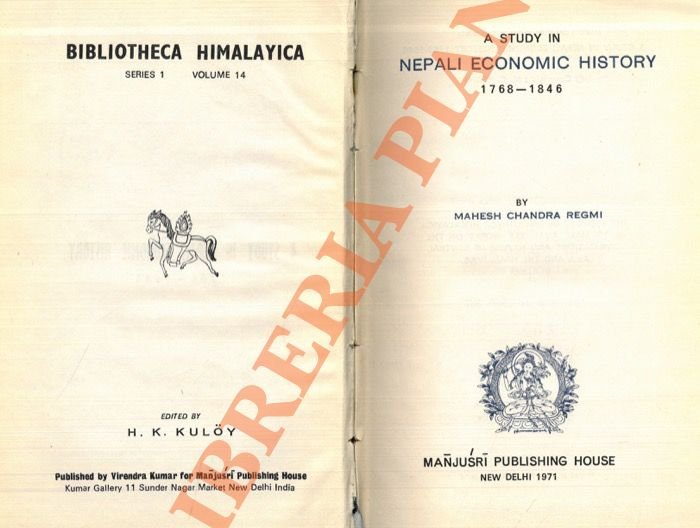 BIBLIOTHECA HIMALAYICA
SERIES 1 VOLUME 14
EDITED BY
H. K. KULÖY
Published by Virendra Kumar for Mañjuśrī Publishing House
Kumar Gallery 11 Sunder Nagar Market New Delhi India
A STUDY IN
NEPALI ECONOMIC HISTORY
1768—1846
BY
MAHESH CHANDRA REGMI
MAÑJUŚRĪ PUBLISHING HOUSE
NEW DELHI 1971
IBRERIA PIAN